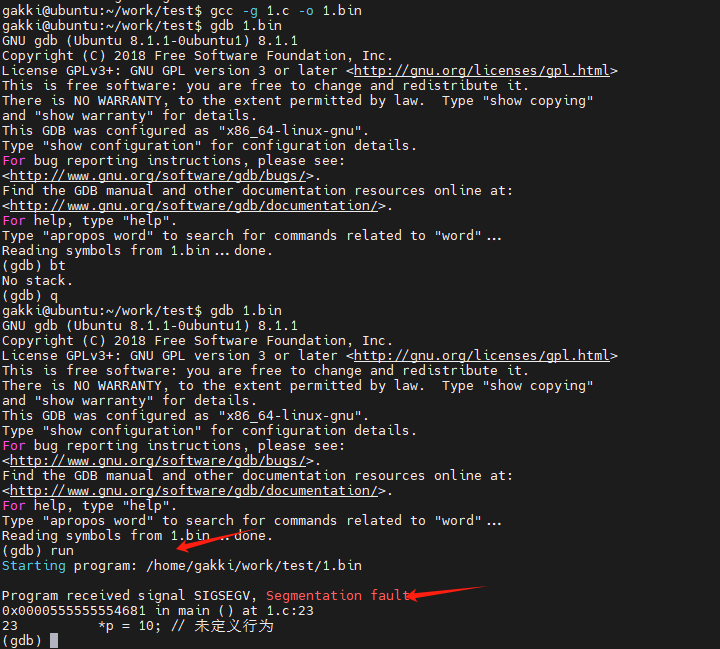 gakki@ubuntu:~/work/test$ gcc -g 1.c -o 1.bin
gakki@ubuntu:~/work/test$ gdb 1.bin
GNU gdb (Ubuntu 8.1.1-0ubuntu1) 8.1.1
Copyright (C) 2018 Free Software Foundation, Inc.
License GPLv3+: GNU GPL version 3 or later <http://gnu.org/licenses/gpl.html>
This is free software: you are free to change and redistribute it.
There is NO WARRANTY, to the extent permitted by law.  Type "show copying"
and "show warranty" for details.
This GDB was configured as "x86_64-linux-gnu".
Type "show configuration" for configuration details.
For bug reporting instructions, please see:
<http://www.gnu.org/software/gdb/bugs/>.
Find the GDB manual and other documentation resources online at:
<http://www.gnu.org/software/gdb/documentation/>.
For help, type "help".
Type "apropos word" to search for commands related to "word"...
Reading symbols from 1.bin...done.
(gdb) bt
No stack.
(gdb) q
gakki@ubuntu:~/work/test$ gdb 1.bin
GNU gdb (Ubuntu 8.1.1-0ubuntu1) 8.1.1
Copyright (C) 2018 Free Software Foundation, Inc.
License GPLv3+: GNU GPL version 3 or later <http://gnu.org/licenses/gpl.html>
This is free software: you are free to change and redistribute it.
There is NO WARRANTY, to the extent permitted by law.  Type "show copying"
and "show warranty" for details.
This GDB was configured as "x86_64-linux-gnu".
Type "show configuration" for configuration details.
For bug reporting instructions, please see:
<http://www.gnu.org/software/gdb/bugs/>.
Find the GDB manual and other documentation resources online at:
<http://www.gnu.org/software/gdb/documentation/>.
For help, type "help".
Type "apropos word" to search for commands related to "word"...
Reading symbols from 1.bin...done.
(gdb) run
Starting program: /home/gakki/work/test/1.bin
Program received signal SIGSEGV, Segmentation fault.
0x0000555555554681 in main () at 1.c:23
23          *p = 10; // 未定义行为
(gdb)